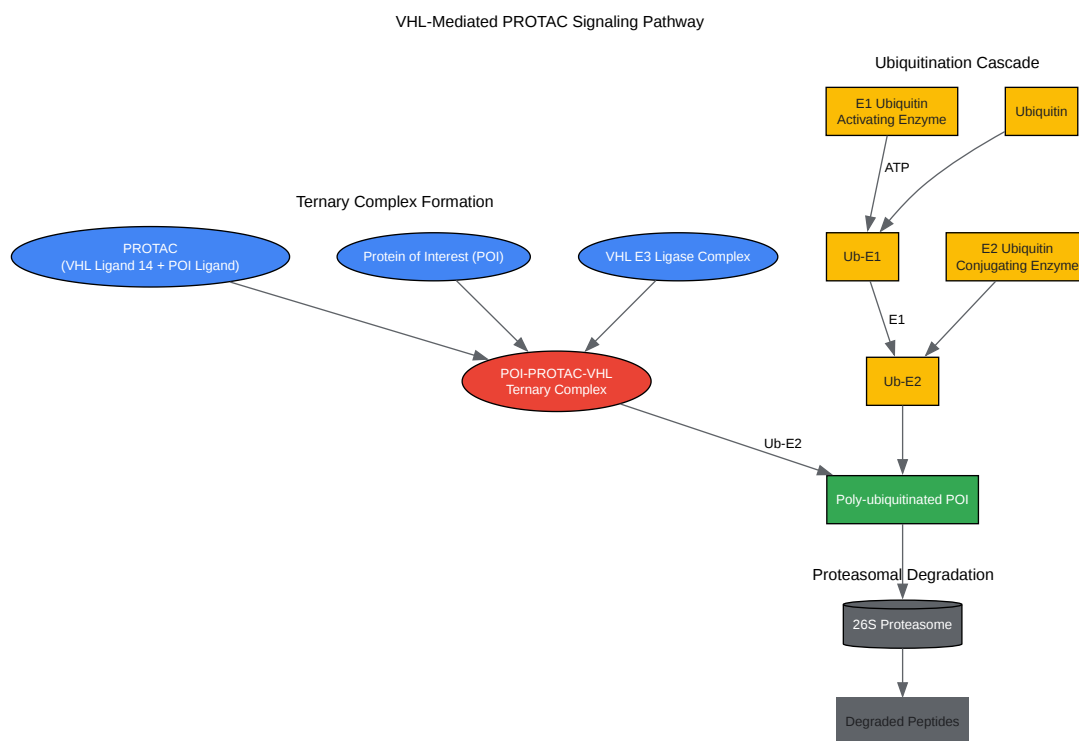 VHL-Mediated PROTAC Signaling Pathway
Ubiquitination Cascade
E1 Ubiquitin
Activating Enzyme
Ubiquitin
ATP
Ternary Complex Formation
PROTAC
(VHL Ligand 14 + POI Ligand)
Protein of Interest (POI)
VHL E3 Ligase Complex
Ub-E1
E2 Ubiquitin
Conjugating Enzyme
E1
POI-PROTAC-VHL
Ternary Complex
Ub-E2
Ub-E2
Poly-ubiquitinated POI
Proteasomal Degradation
26S Proteasome
Degraded Peptides